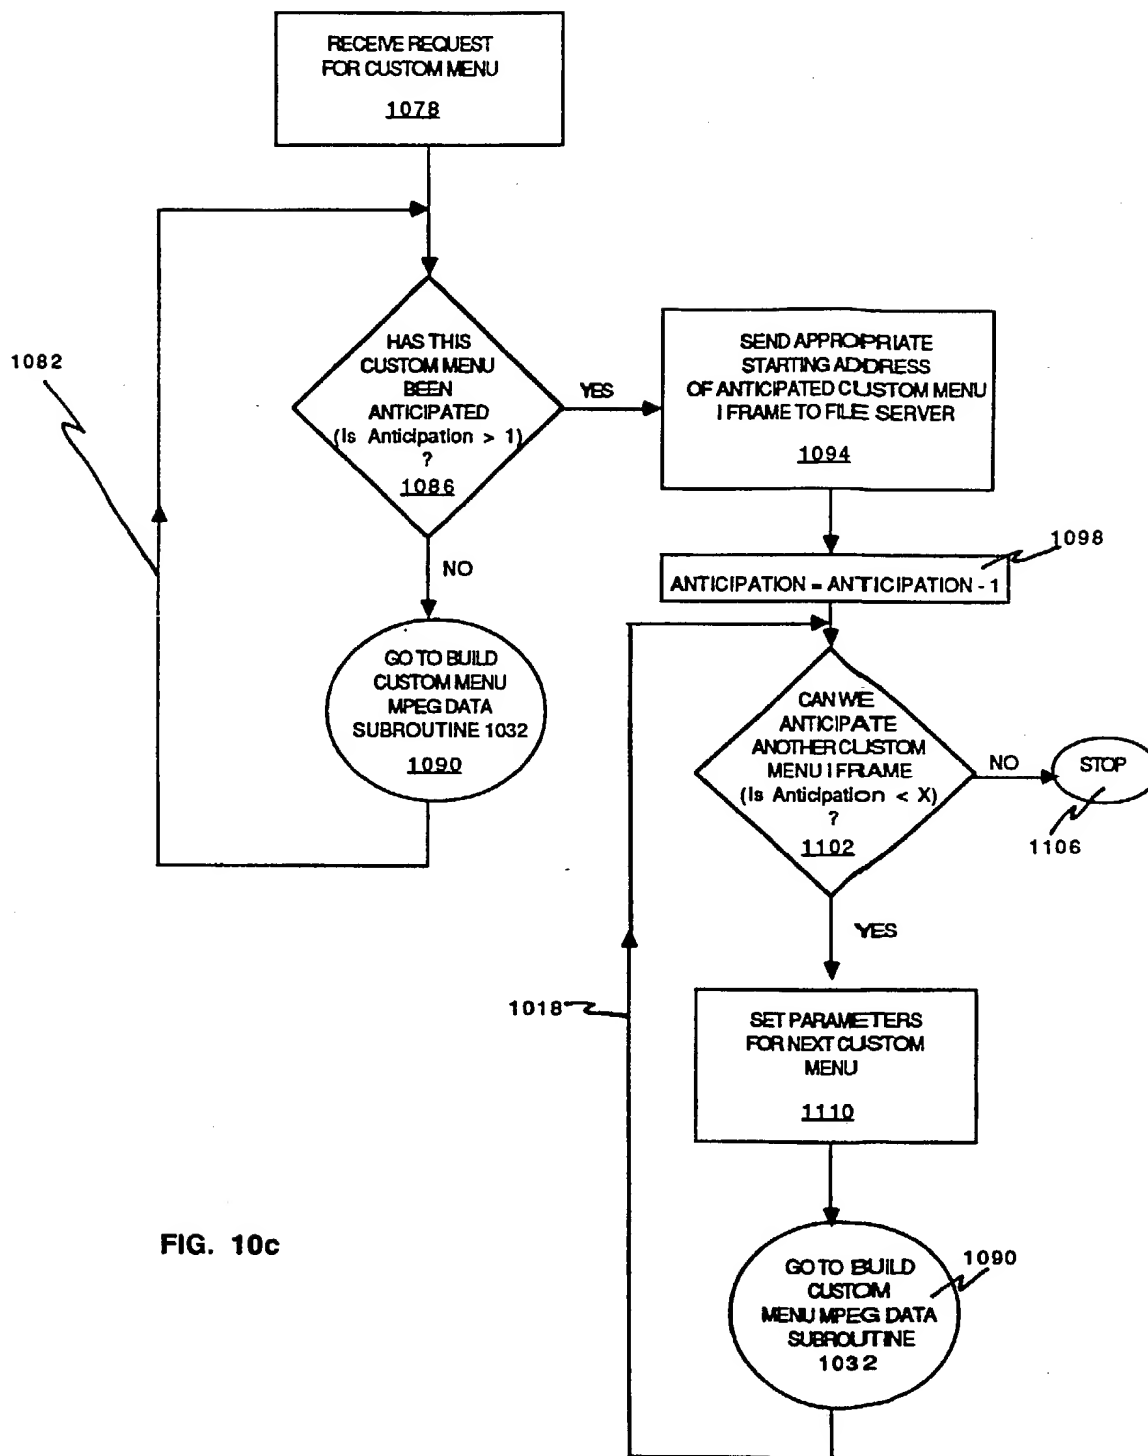 RECEIVE REQUEST
FOR CUSTOM MENU
1078
1082
HAS THIS
CUSTOM MENU
BEEN
ANTICIPATED
(Is Anticipation > 1)
?
1086
YES
SEND APPROPRIATE
STARTING ADDRESS
OF ANTICIPATED CUSTOM MENU
I FRAME TO FILE SERVER
1094
NO
1098
ANTICIPATION = ANTICIPATION - 1
GO TO BUILD
CUSTOM MENU
MPEG DATA
SUBROUTINE 1032
1090
CAN WE
ANTICIPATE
ANOTHER CUSTOM
MENU I FRAME
(Is Anticipation < X)
?
1102
NO
STOP
1106
YES
1018
SET PARAMETERS
FOR NEXT CUSTOM
MENU
1110
FIG. 10c
GO TO BUILD
CUSTOM
MENU MPEG DATA
SUBROUTINE
1032
1090